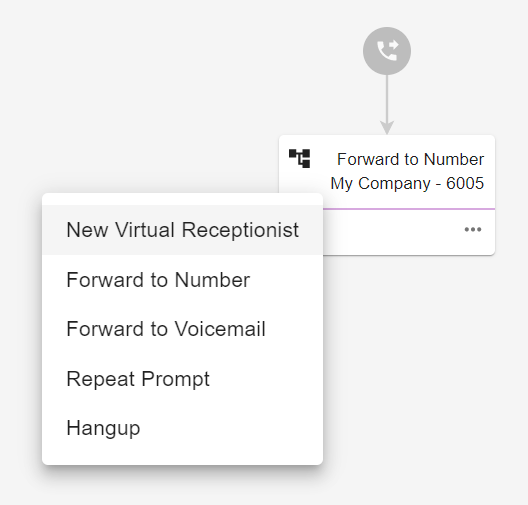 Forward to Number
My Company - 6005
New Virtual Receptionist
Forward to Number
Forward to Voicemail
Repeat Prompt
Hangup